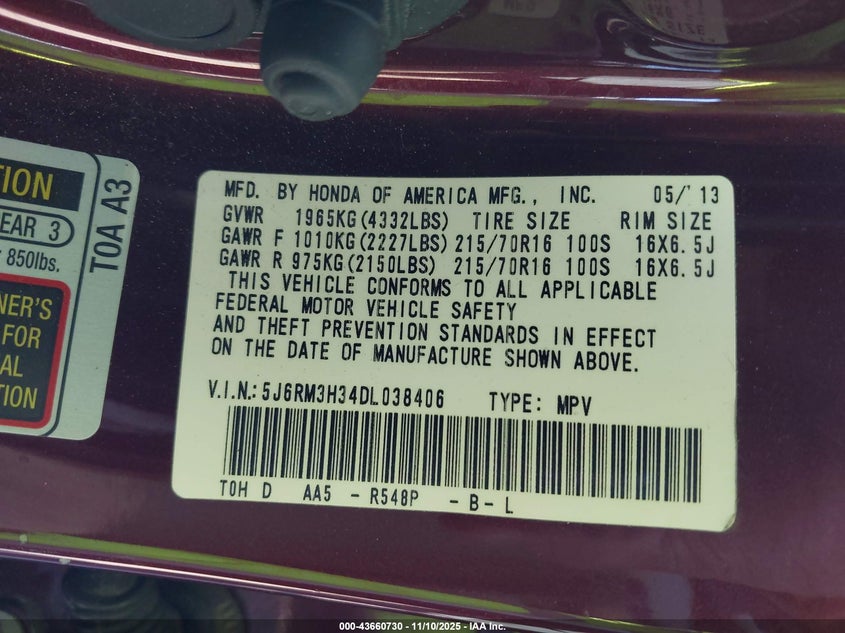 TION
EAR 3
850lbs.
NER'S
FOR
AL
TION
TOA A3
MFD. BY HONDA OF AMERICA MFG., INC. 05/'13
GVWR 1965KG(4332LBS) TIRE SIZE RIM SIZE
GAWR F 1010KG(2227LBS) 215/70R16 100S 16X6.5J
GAWR R 975KG(2150LBS) 215/70R16 100S 16X6.5J
THIS VEHICLE CONFORMS TO ALL APPLICABLE
FEDERAL MOTOR VEHICLE SAFETY
AND THEFT PREVENTION STANDARDS IN EFFECT
ON THE DATE OF MANUFACTURE SHOWN ABOVE.
V.I.N.: 5J6RM3H34DL038406 TYPE: MPV
T0H D AA5 - R548P - B - L
000-43660730 - 11/10/2025 - IAA Inc.